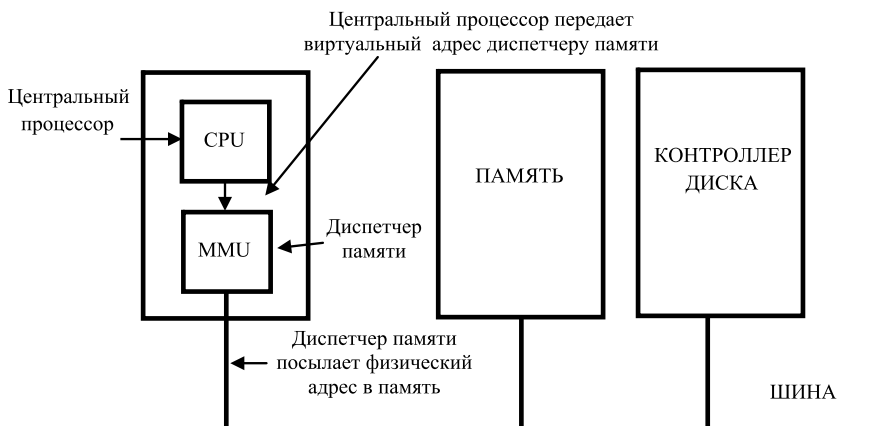 Центральный процессор передает
виртуальный адрес диспетчеру памяти
Центральный
процессор
CPU
ПАМЯТЬ
КОНТРОЛЛЕР
ДИСКА
MMU
Диспетчер
памяти
Диспетчер памяти
посылает физический
адрес в память
ШИНА